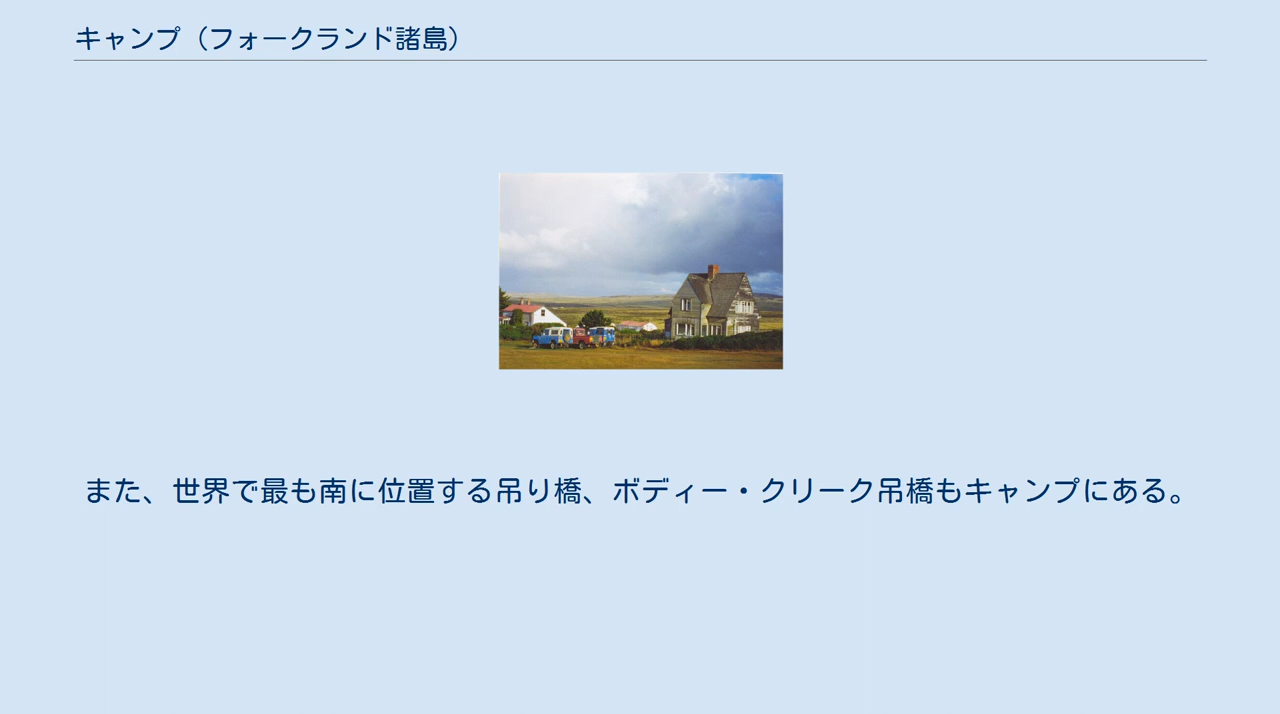 キャンプ（フォークランド諸島）
また、世界で最も南に位置する吊り橋、ボディー・クリーク吊橋もキャンプにある。